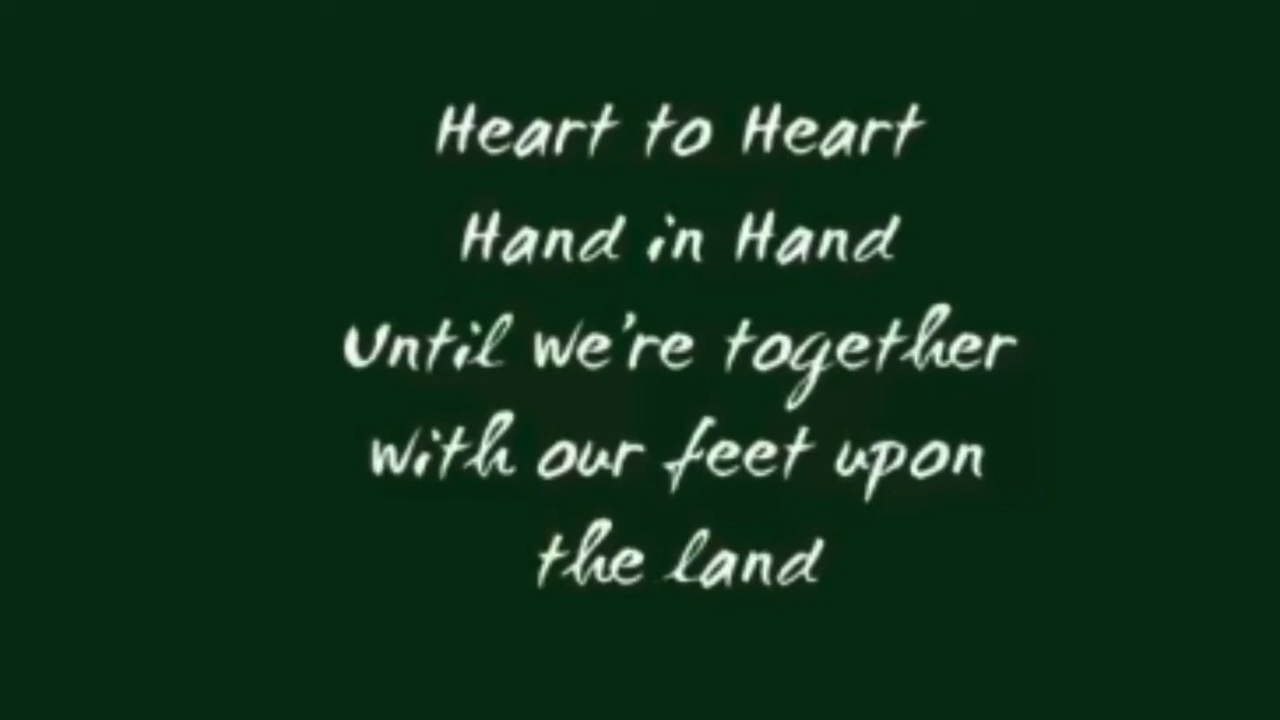 Heart to Heart
Hand in Hand
Until we're together
with our feet upon
the land